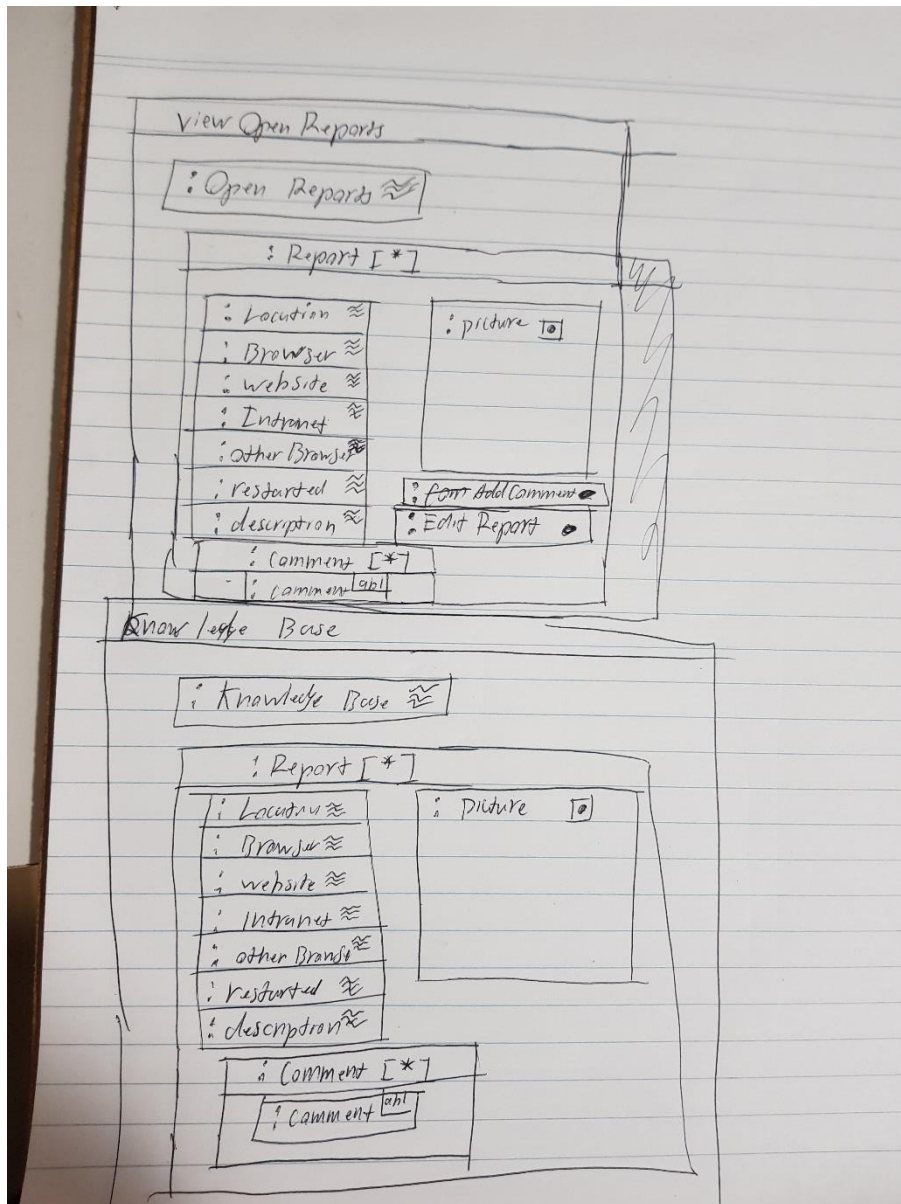 View Open Reports
: Open Reports
: Report [*]
: Location
: Browser
: website
: Intranet
: other Browser
: restarted
: description
: picture
: Add Comment
: Edit Report
: Comment [*]
: comment abl
Knowledge Base
: Knowledge Base
: Report [*]
: Location
: Browser
: website
: Intranet
: other Browse
: restarted
: description
: picture
: Comment [*]
: comment abl